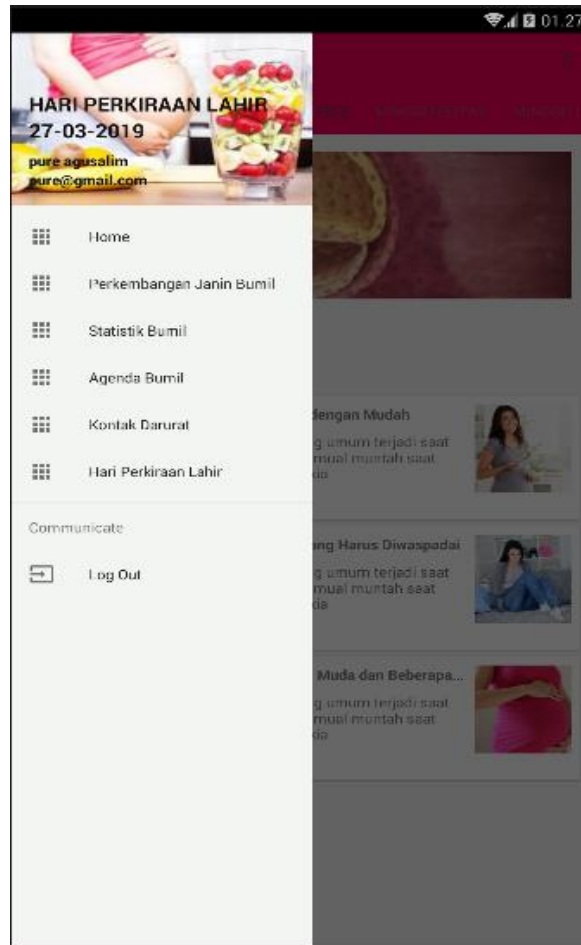 01.27
HARI PERKIRAAN LAHIR
27-03-2019
pure agusalim
pure@gmail.com
Home
Perkembangan Janin Bumil
Statistik Bumil
Agenda Bumil
Kontak Darurat
Hari Perkiraan Lahir
Communicate
Log Out
dengan Mudah
g umum terjadi saat
mual muntah saat
ang Harus Diwaspadai
g umum terjadi saat
mual muntah saat
Muda dan Beberapa...
g umum terjadi saat
mual muntah saat